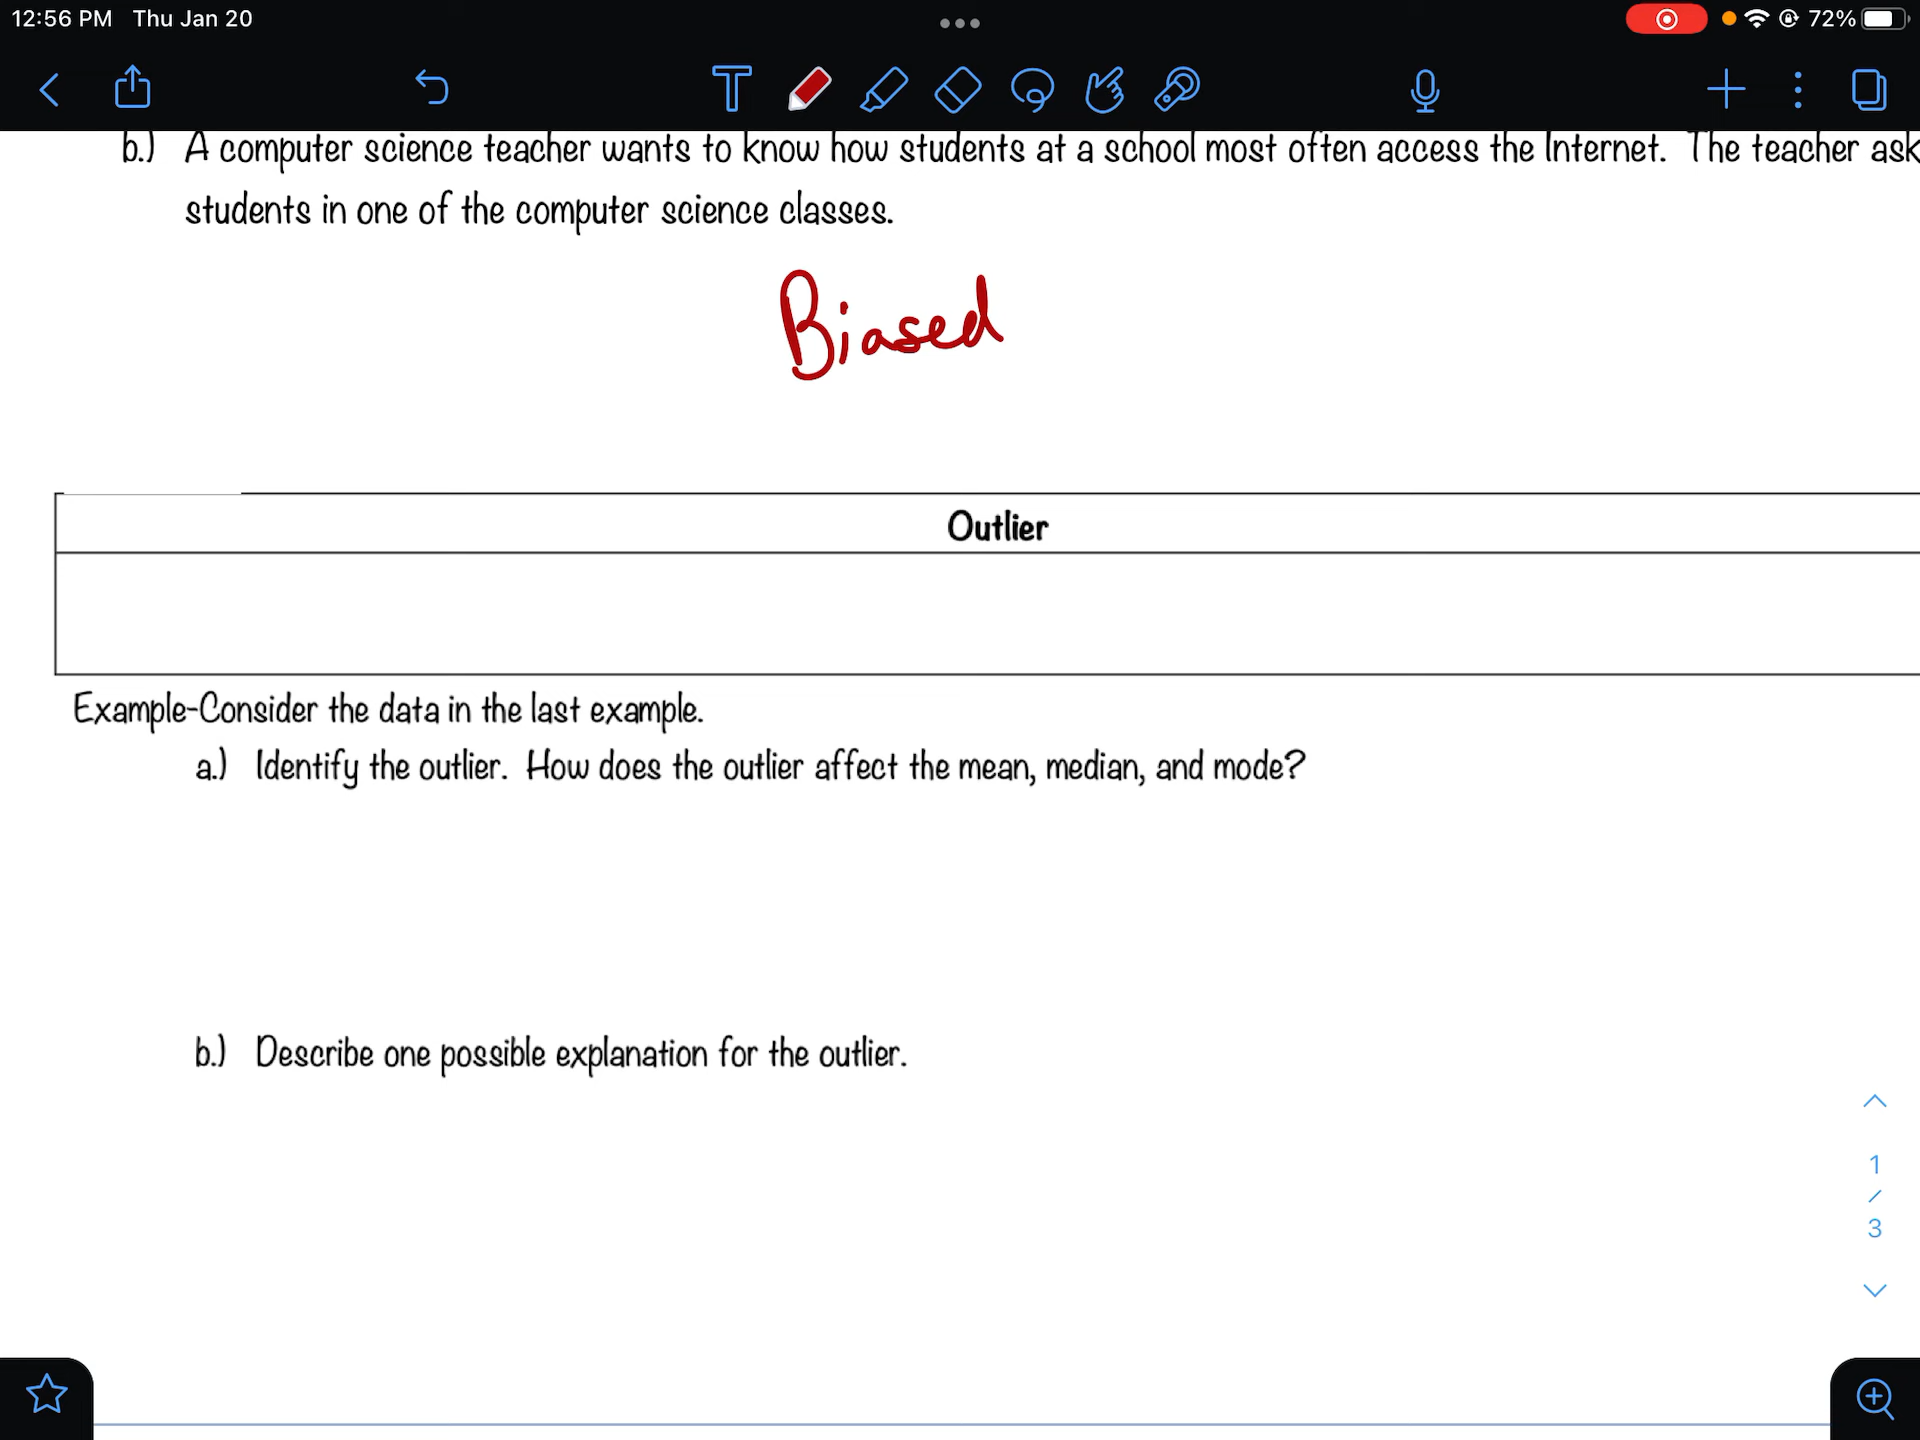 12:56 PM Thu Jan 20
72%
b.) A computer science teacher wants to know how students at a school most often access the Internet. The teacher ask
students in one of the computer science classes.
Biased
Outlier
Example-Consider the data in the last example.
a.) Identify the outlier. How does the outlier affect the mean, median, and mode?
b.) Describe one possible explanation for the outlier.
1
/
3